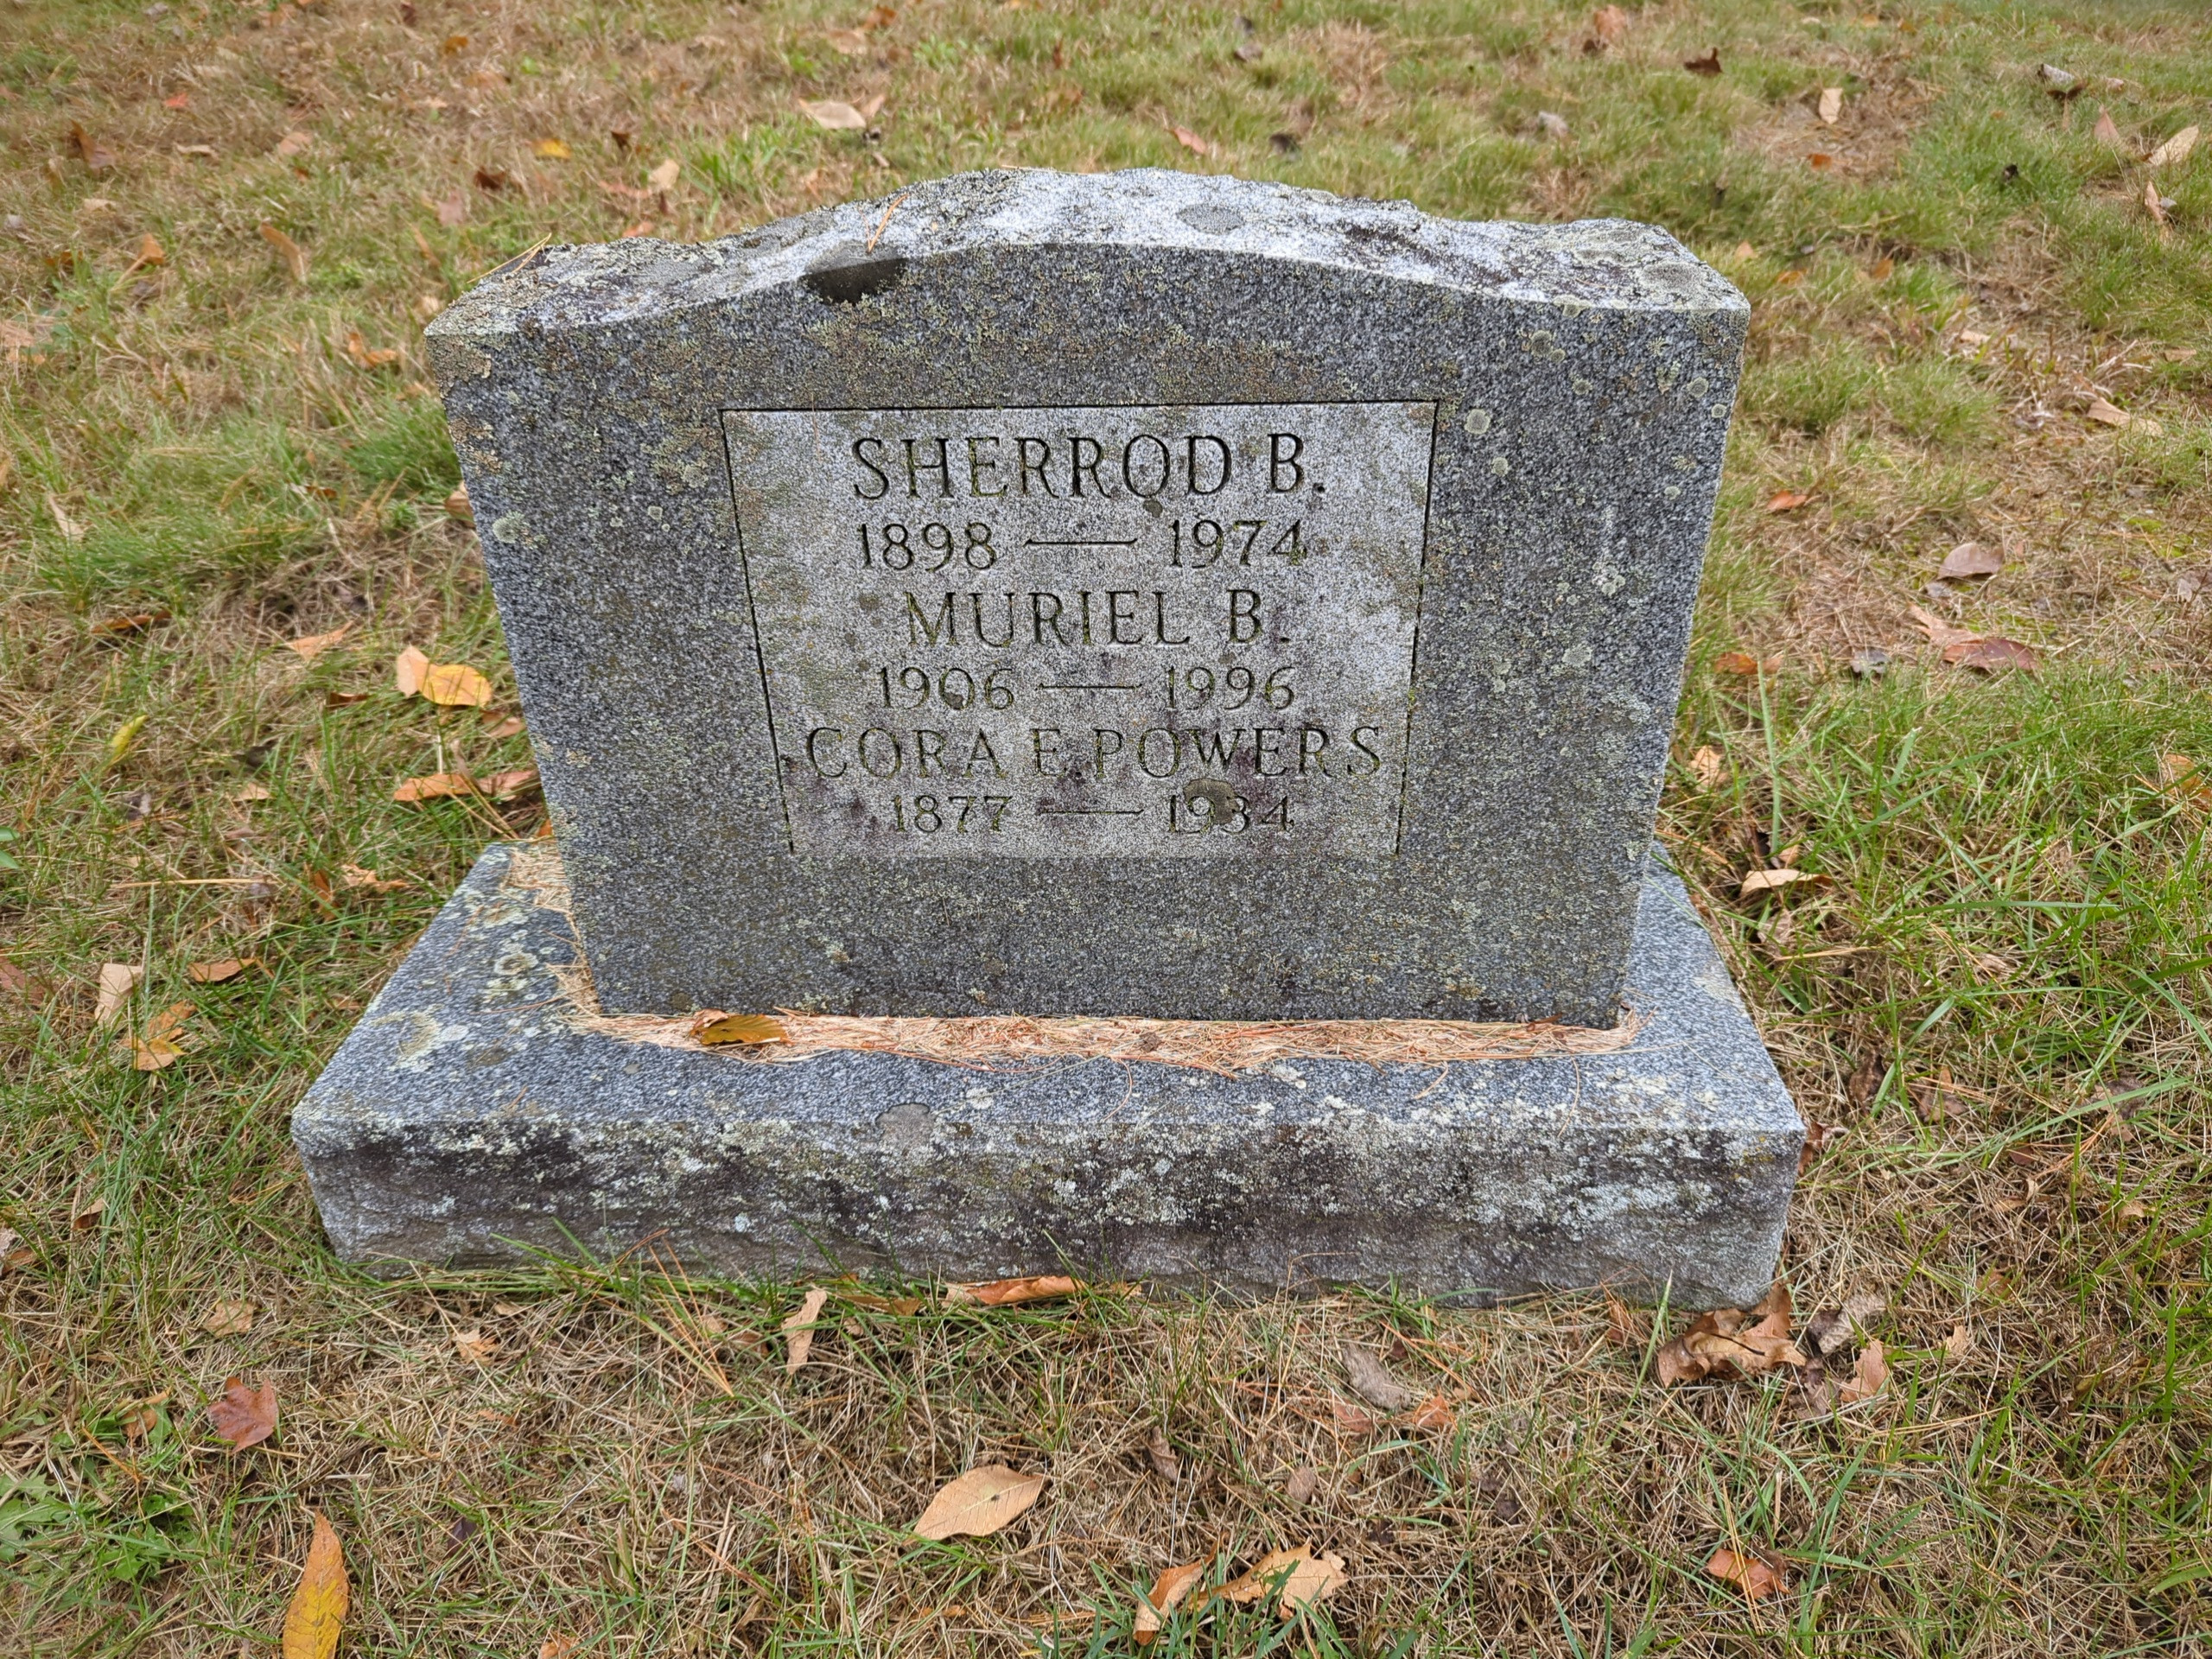 SHERROD B.
1898 — 1974
MURIEL B.
1906 — 1996
CORA E. POWERS
1877 — 1934